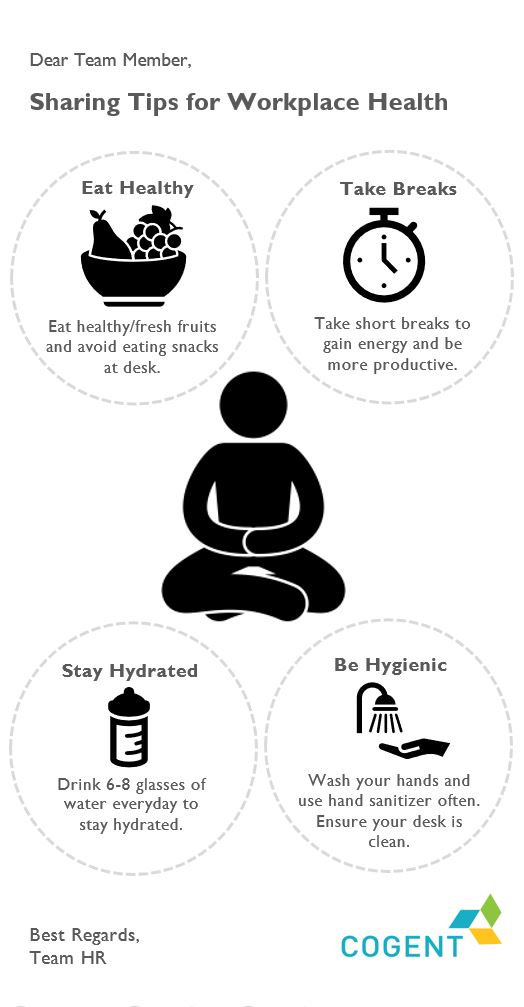 Dear Team Member,
Sharing Tips for Workplace Health
Eat Healthy
Eat healthy/fresh fruits
and avoid eating snacks
at desk.
Take Breaks
Take short breaks to
gain energy and be
more productive.
Stay Hydrated
Drink 6-8 glasses of
water everyday to
stay hydrated.
Be Hygienic
Wash your hands and
use hand sanitizer often.
Ensure your desk is
clean.
Best Regards,
Team HR
COGENT